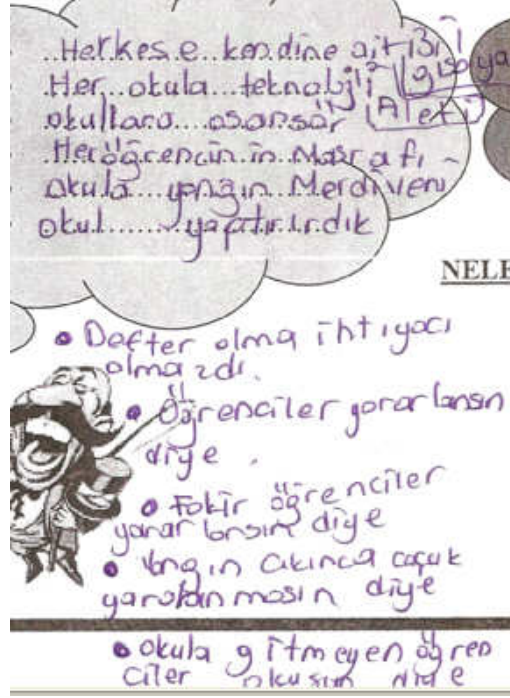 Herkese kendine ait
Her okula teknoloji
okullara asansör (Aleti)
Her öğrencinin Masrafı
okula yangın Merdiveni
okul yaptırırdık
NELE
• Defter olma ihtiyacı
olmazdı.
• Öğrenciler yararlansın
diye.
• Fakir öğrenciler
yararlansın diye
• Yangın çıkınca çoçuk
yaralanmasın diye
• okula gitmeyen öğren
ciler okusun diye